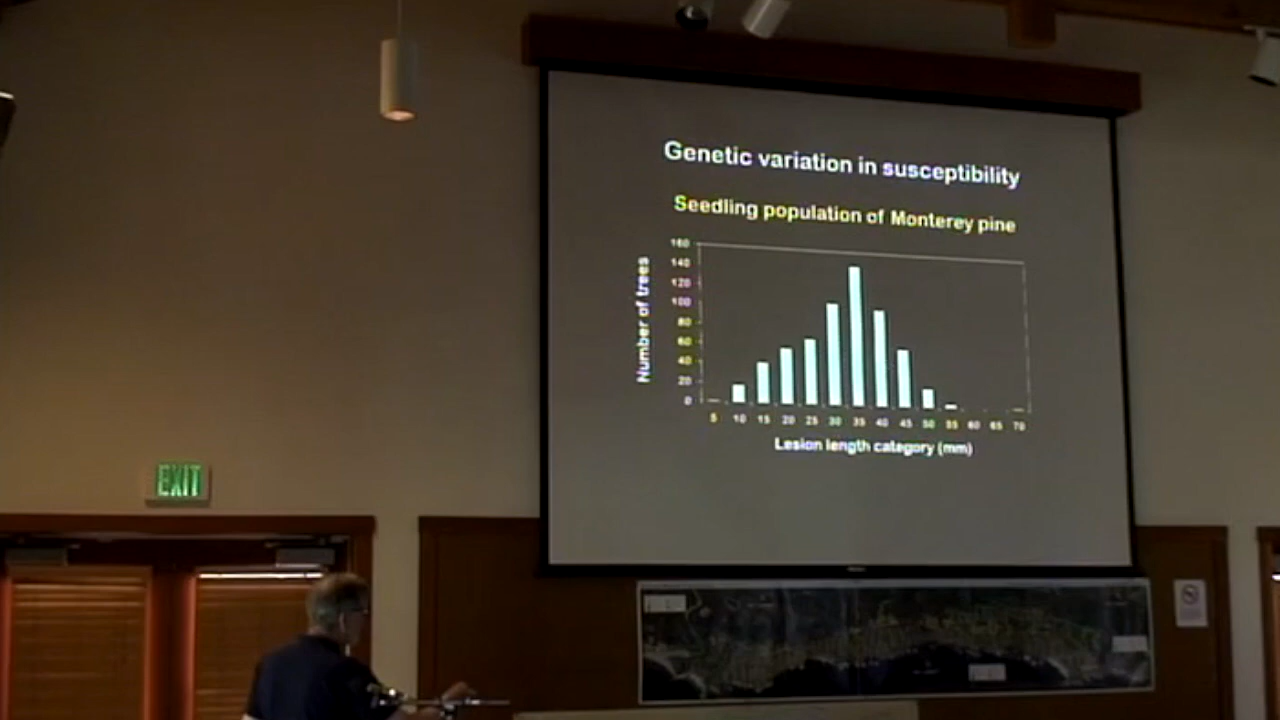 Genetic variation in susceptibility
Seedling population of Monterey pine
Number of trees
160
140
120
100
80
60
40
20
0
5 10 15 20 25 30 35 40 45 50 55 60 65 70
Lesion length category (mm)
EXIT